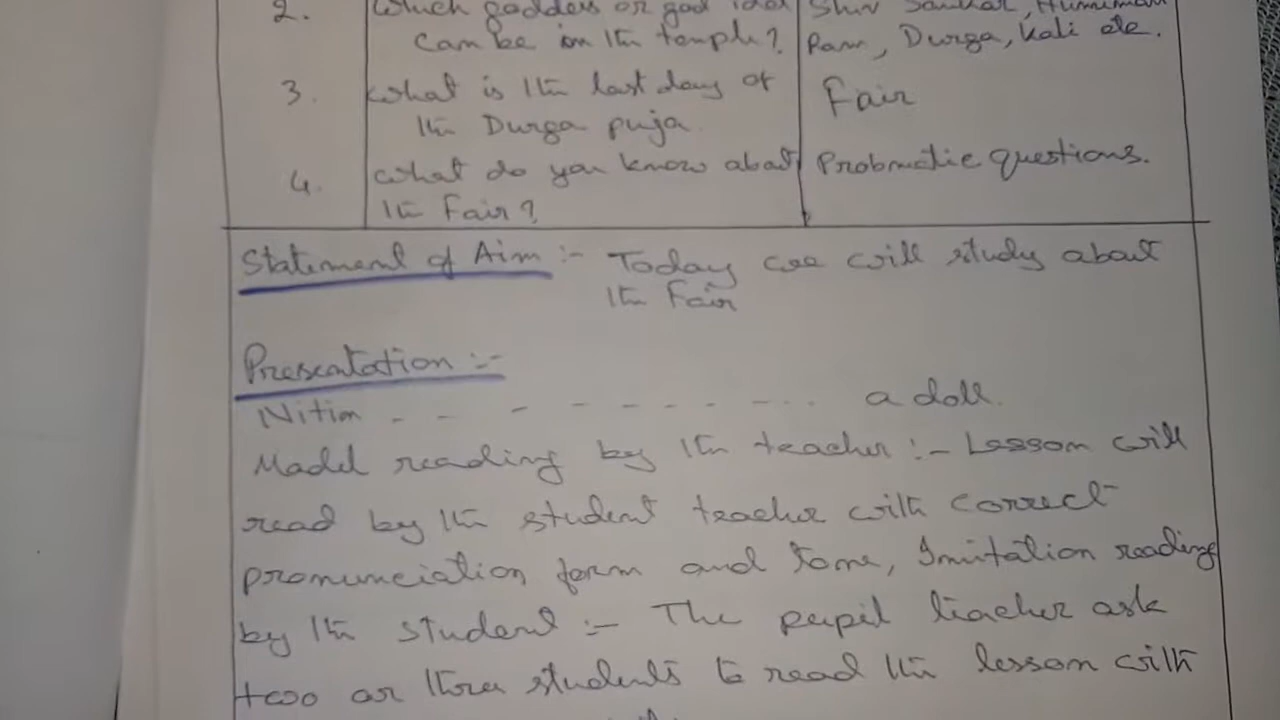 2. Which goddess or god idol Shiv Sankar, Hanuman
can be in the temple? Ram, Durga, Kali etc.
3. What is the last day of Fair
the Durga puja
4. What do you know about Probmatic questions.
the Fair?
Statement of Aim :- Today we will study about
the Fair
Presentation :-
Nitin - - - - - - - - .. a doll.
Model reading by the teacher :- Lesson will
read by the student teacher with correct
pronunciation form and tone, Imitation reading
by the student :- The pupil teacher ask
two or three students to read the lesson with